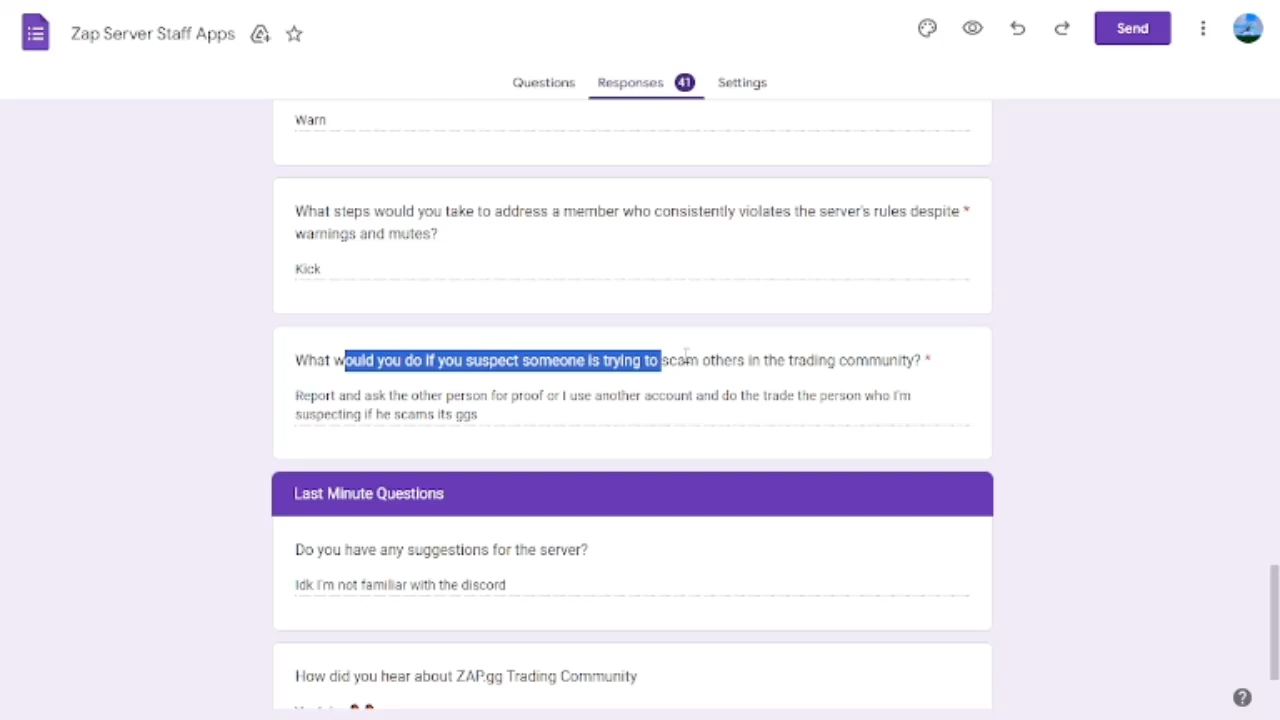 Zap Server Staff Apps
Send
Questions
Responses 41
Settings
Warn
What steps would you take to address a member who consistently violates the server's rules despite *
warnings and mutes?
Kick
What would you do if you suspect someone is trying to scam others in the trading community? *
Report and ask the other person for proof or I use another account and do the trade the person who I'm
suspecting if he scams its ggs
Last Minute Questions
Do you have any suggestions for the server?
Idk I'm not familiar with the discord
How did you hear about ZAP.gg Trading Community